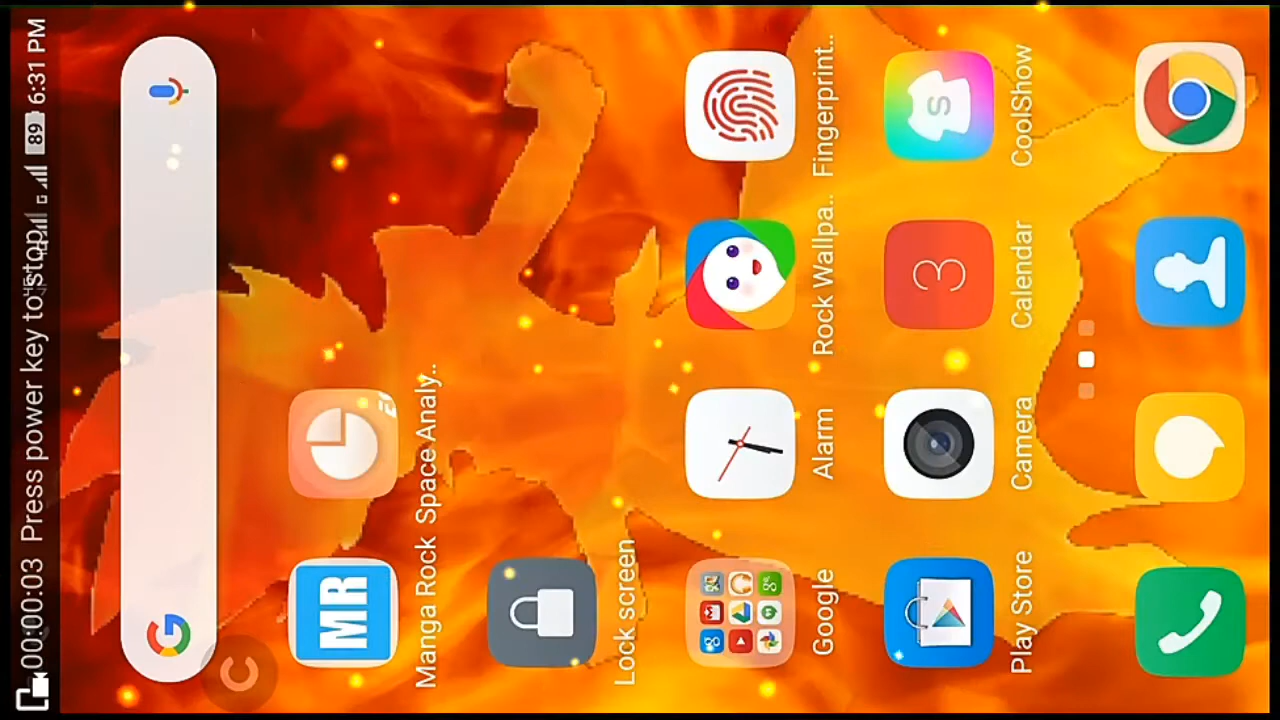 00:00:03 Press power key to stop 89 6:31 PM
G
C
MR
Manga Rock
Space Analy..
Lock screen
Google
Alarm
Rock Wallpa..
Fingerprint..
Play Store
Camera
3
Calendar
S
CoolShow